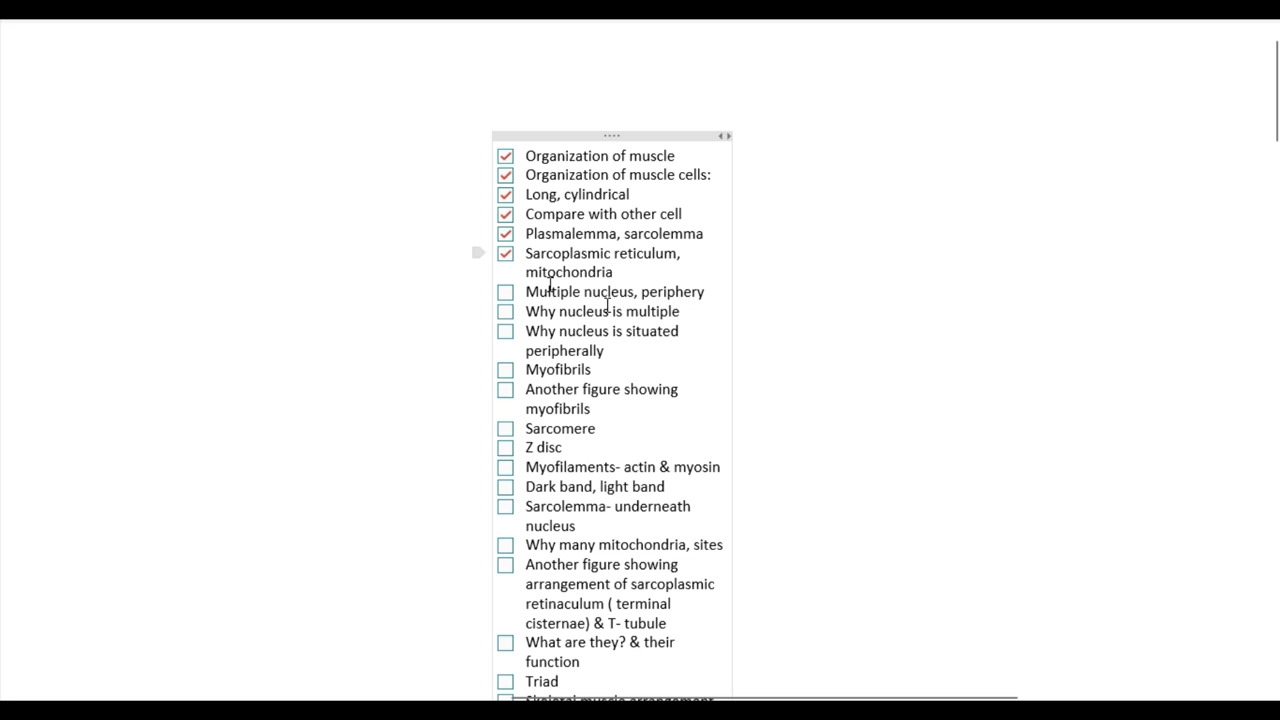 Organization of muscle
Organization of muscle cells:
Long, cylindrical
Compare with other cell
Plasmalemma, sarcolemma
Sarcoplasmic reticulum,
mitochondria
Multiple nucleus, periphery
Why nucleus is multiple
Why nucleus is situated
peripherally
Myofibrils
Another figure showing
myofibrils
Sarcomere
Z disc
Myofilaments- actin & myosin
Dark band, light band
Sarcolemma- underneath
nucleus
Why many mitochondria, sites
Another figure showing
arrangement of sarcoplasmic
retinaculum ( terminal
cisternae) & T- tubule
What are they? & their
function
Triad
Skeletal muscle arrangement